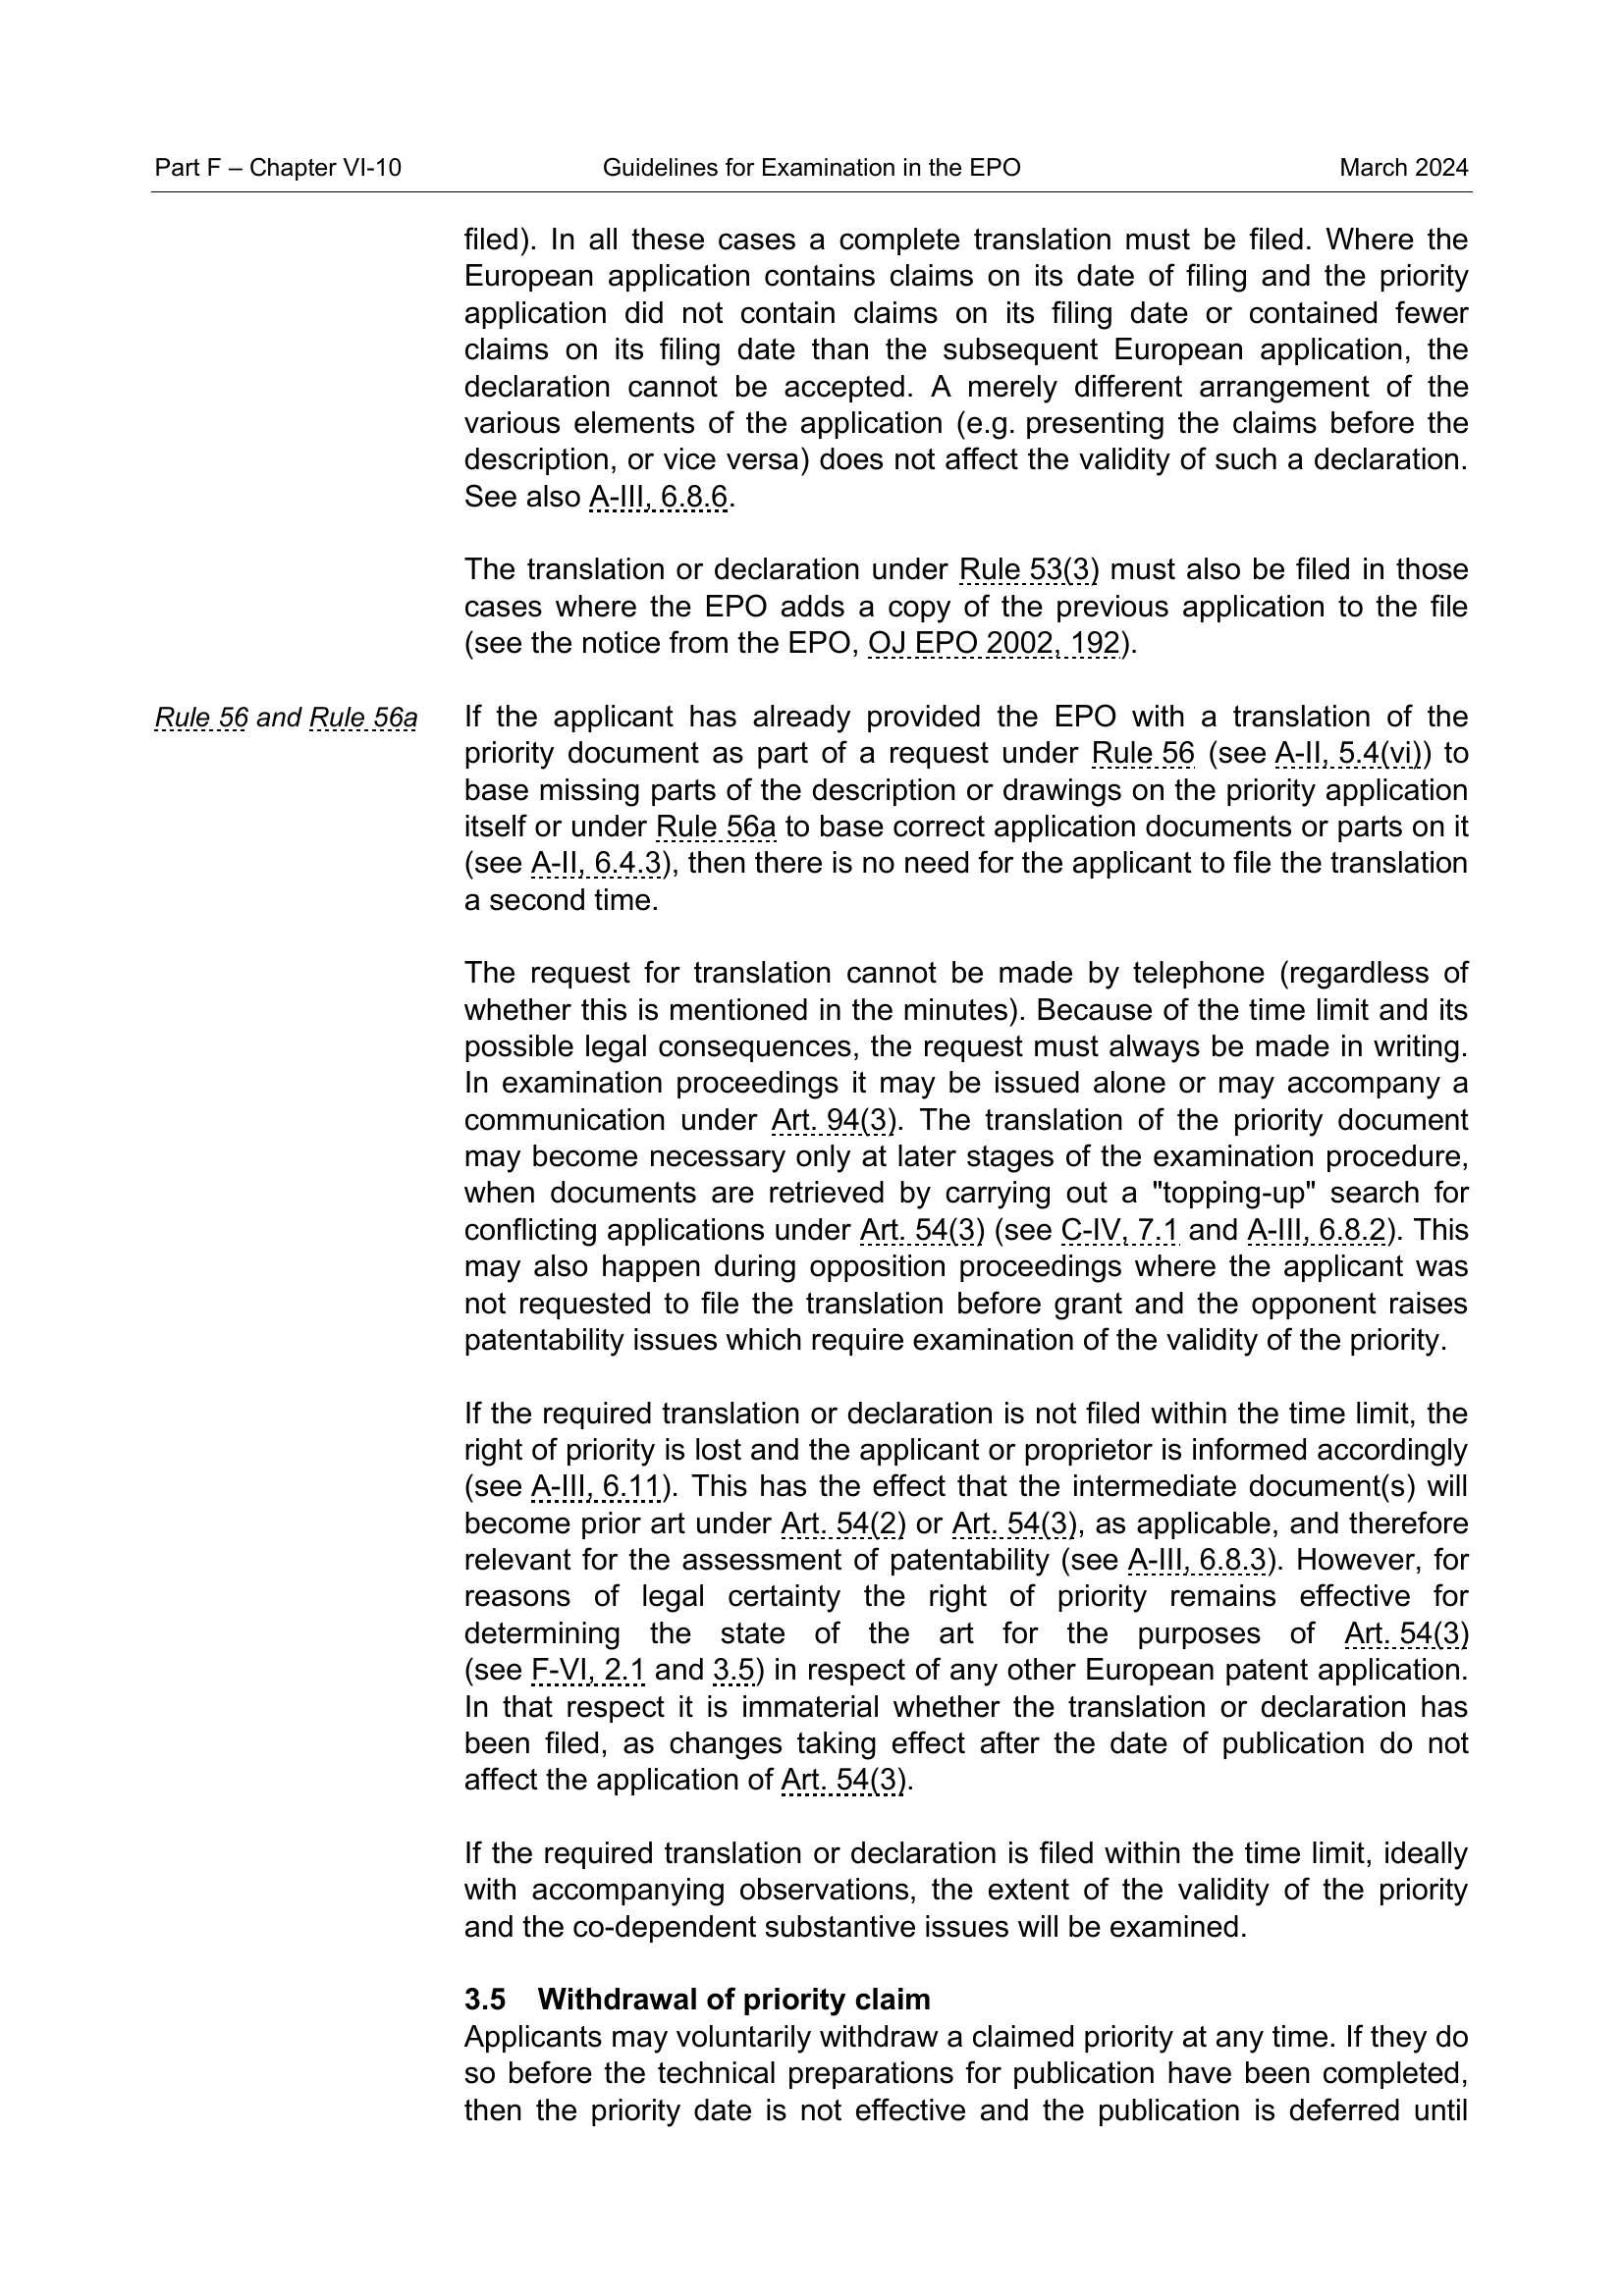 Part F – Chapter VI-10 Guidelines for Examination in the EPO March 2024
filed). In all these cases a complete translation must be filed. Where the
European application contains claims on its date of filing and the priority
application did not contain claims on its filing date or contained fewer
claims on its filing date than the subsequent European application, the
declaration cannot be accepted. A merely different arrangement of the
various elements of the application (e.g. presenting the claims before the
description, or vice versa) does not affect the validity of such a declaration.
See also A-III, 6.8.6.
The translation or declaration under Rule 53(3) must also be filed in those
cases where the EPO adds a copy of the previous application to the file
(see the notice from the EPO, OJ EPO 2002, 192).
Rule 56 and Rule 56a
If the applicant has already provided the EPO with a translation of the
priority document as part of a request under Rule 56 (see A-II, 5.4(vi)) to
base missing parts of the description or drawings on the priority application
itself or under Rule 56a to base correct application documents or parts on it
(see A-II, 6.4.3), then there is no need for the applicant to file the translation
a second time.
The request for translation cannot be made by telephone (regardless of
whether this is mentioned in the minutes). Because of the time limit and its
possible legal consequences, the request must always be made in writing.
In examination proceedings it may be issued alone or may accompany a
communication under Art. 94(3). The translation of the priority document
may become necessary only at later stages of the examination procedure,
when documents are retrieved by carrying out a "topping-up" search for
conflicting applications under Art. 54(3) (see C-IV, 7.1 and A-III, 6.8.2). This
may also happen during opposition proceedings where the applicant was
not requested to file the translation before grant and the opponent raises
patentability issues which require examination of the validity of the priority.
If the required translation or declaration is not filed within the time limit, the
right of priority is lost and the applicant or proprietor is informed accordingly
(see A-III, 6.11). This has the effect that the intermediate document(s) will
become prior art under Art. 54(2) or Art. 54(3), as applicable, and therefore
relevant for the assessment of patentability (see A-III, 6.8.3). However, for
reasons of legal certainty the right of priority remains effective for
determining the state of the art for the purposes of Art. 54(3)
(see F-VI, 2.1 and 3.5) in respect of any other European patent application.
In that respect it is immaterial whether the translation or declaration has
been filed, as changes taking effect after the date of publication do not
affect the application of Art. 54(3).
If the required translation or declaration is filed within the time limit, ideally
with accompanying observations, the extent of the validity of the priority
and the co-dependent substantive issues will be examined.
3.5 Withdrawal of priority claim
Applicants may voluntarily withdraw a claimed priority at any time. If they do
so before the technical preparations for publication have been completed,
then the priority date is not effective and the publication is deferred until